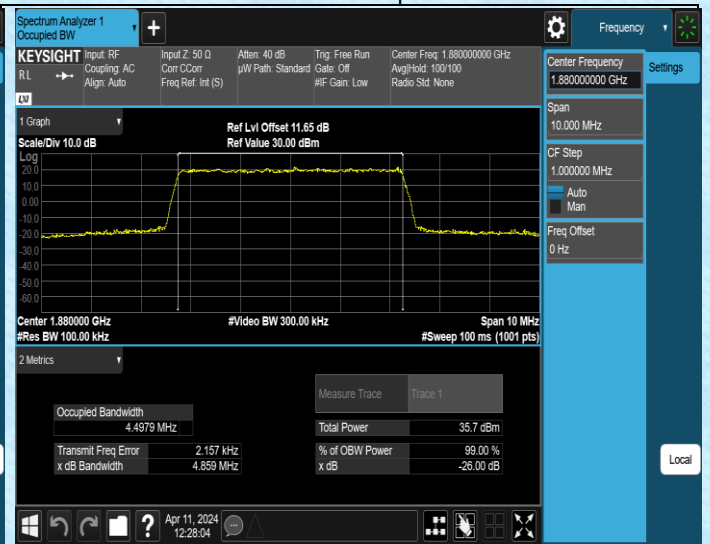 Spectrum Analyzer 1
Occupied BW
+
Frequency
KEYSIGHT
RL
LXI
Input: RF
Coupling: AC
Align: Auto
Input Z: 50 Ω
Corr CCorr
Freq Ref: Int (S)
Atten: 40 dB
µW Path: Standard
Trig: Free Run
Gate: Off
#IF Gain: Low
Center Freq: 1.880000000 GHz
Avg|Hold: 100/100
Radio Std: None
1 Graph
Scale/Div 10.0 dB
Ref Lvl Offset 11.65 dB
Ref Value 30.00 dBm
Log
20.0
10.0
0.00
-10.0
-20.0
-30.0
-40.0
-50.0
-60.0
Center 1.880000 GHz
#Video BW 300.00 kHz
Span 10 MHz
#Res BW 100.00 kHz
#Sweep 100 ms (1001 pts)
2 Metrics
Measure Trace
Trace 1
Occupied Bandwidth
4.4979 MHz
Total Power
35.7 dBm
Transmit Freq Error
2.157 kHz
% of OBW Power
99.00 %
x dB Bandwidth
4.859 MHz
x dB
-26.00 dB
Center Frequency
1.880000000 GHz
Settings
Span
10.000 MHz
CF Step
1.000000 MHz
Auto
Man
Freq Offset
0 Hz
Local
?
Apr 11, 2024
12:28:04